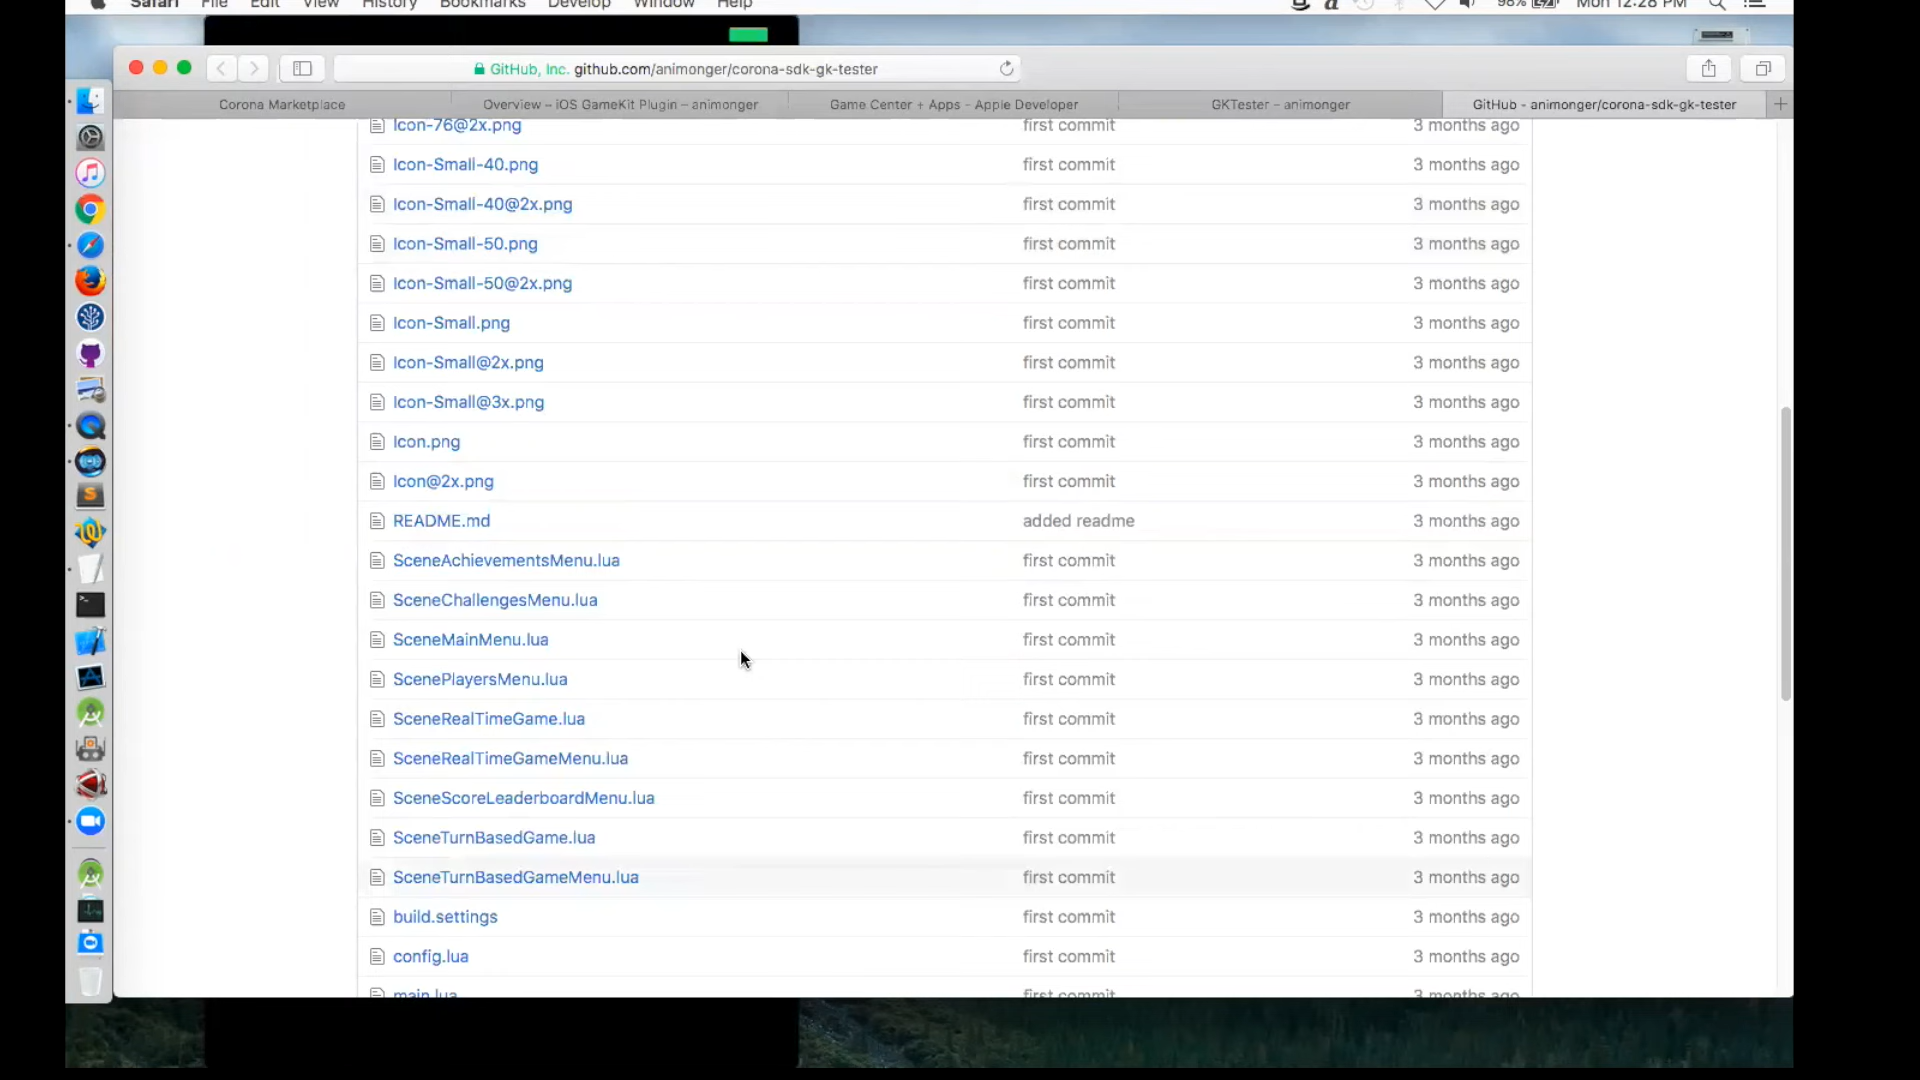 Safari File Edit View History Bookmarks Develop Window Help 98% Mon 12:28 PM
GitHub, Inc. github.com/animonger/corona-sdk-gk-tester
Corona Marketplace Overview – iOS GameKit Plugin – animonger Game Center + Apps - Apple Developer GKTester – animonger GitHub - animonger/corona-sdk-gk-tester
Icon-76@2x.png first commit 3 months ago
Icon-Small-40.png first commit 3 months ago
Icon-Small-40@2x.png first commit 3 months ago
Icon-Small-50.png first commit 3 months ago
Icon-Small-50@2x.png first commit 3 months ago
Icon-Small.png first commit 3 months ago
Icon-Small@2x.png first commit 3 months ago
Icon-Small@3x.png first commit 3 months ago
Icon.png first commit 3 months ago
Icon@2x.png first commit 3 months ago
README.md added readme 3 months ago
SceneAchievementsMenu.lua first commit 3 months ago
SceneChallengesMenu.lua first commit 3 months ago
SceneMainMenu.lua first commit 3 months ago
ScenePlayersMenu.lua first commit 3 months ago
SceneRealTimeGame.lua first commit 3 months ago
SceneRealTimeGameMenu.lua first commit 3 months ago
SceneScoreLeaderboardMenu.lua first commit 3 months ago
SceneTurnBasedGame.lua first commit 3 months ago
SceneTurnBasedGameMenu.lua first commit 3 months ago
build.settings first commit 3 months ago
config.lua first commit 3 months ago
main.lua first commit 3 months ago